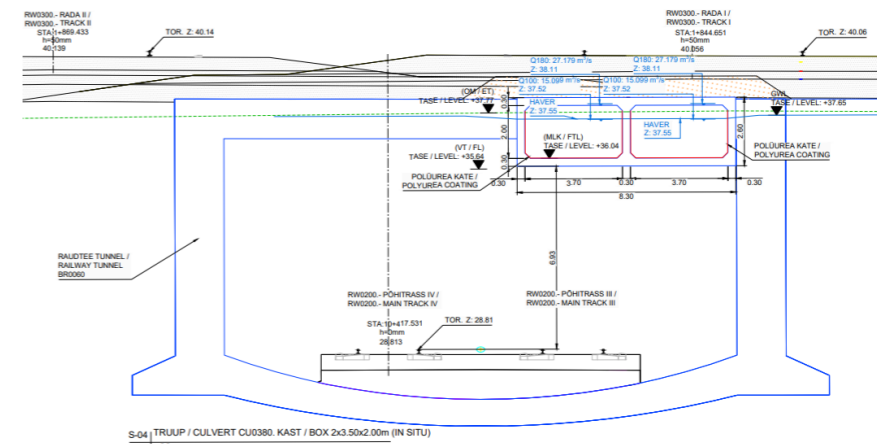 RW0300.- RADA II /
RW0300.- TRACK II
STA:1+869.433
h=50mm
40.139
TOR. Z: 40.14
RW0300.- RADA I /
RW0300.- TRACK I
STA:1+844.651
h=50mm
40.056
TOR. Z: 40.06
Q180: 27.179 m³/s
Z: 38.11
Q180: 27.179 m³/s
Z: 38.11
Q100: 15.099 m³/s
Z: 37.52
Q100: 15.099 m³/s
Z: 37.52
(OM / ET)
TASE / LEVEL: +37.77
HAVER
Z: 37.55
HAVER
Z: 37.55
GWL
TASE / LEVEL: +37.65
0.30
2.00
0.30
2.60
(VT / FL)
TASE / LEVEL: +35.64
(MLK / FTL)
TASE / LEVEL: +36.04
POLÜUREA KATE /
POLYUREA COATING
POLÜUREA KATE /
POLYUREA COATING
0.30
3.70
0.30
3.70
0.30
8.30
6.93
RAUDTEE TUNNEL /
RAILWAY TUNNEL
BR0060
RW0200.- PÕHITRASS IV /
RW0200.- MAIN TRACK IV
STA:10+417.531
h=0mm
28.813
TOR. Z: 28.81
RW0200.- PÕHITRASS III /
RW0200.- MAIN TRACK III
S-04 TRUUP / CULVERT CU0380. KAST / BOX 2x3.50x2.00m (IN SITU)